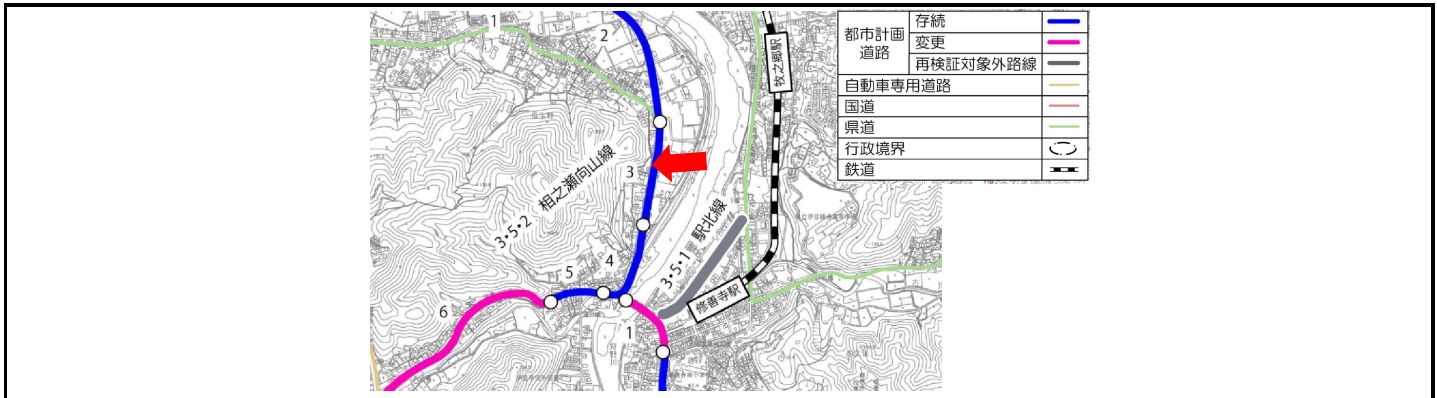 1
2
3
4
5
6
1
3・5・2 相之瀬向山線
3・5・1 駅北線
牧之郷駅
修善寺駅
都市計画
道路
存続
変更
再検証対象外路線
自動車専用道路
国道
県道
行政境界
鉄道